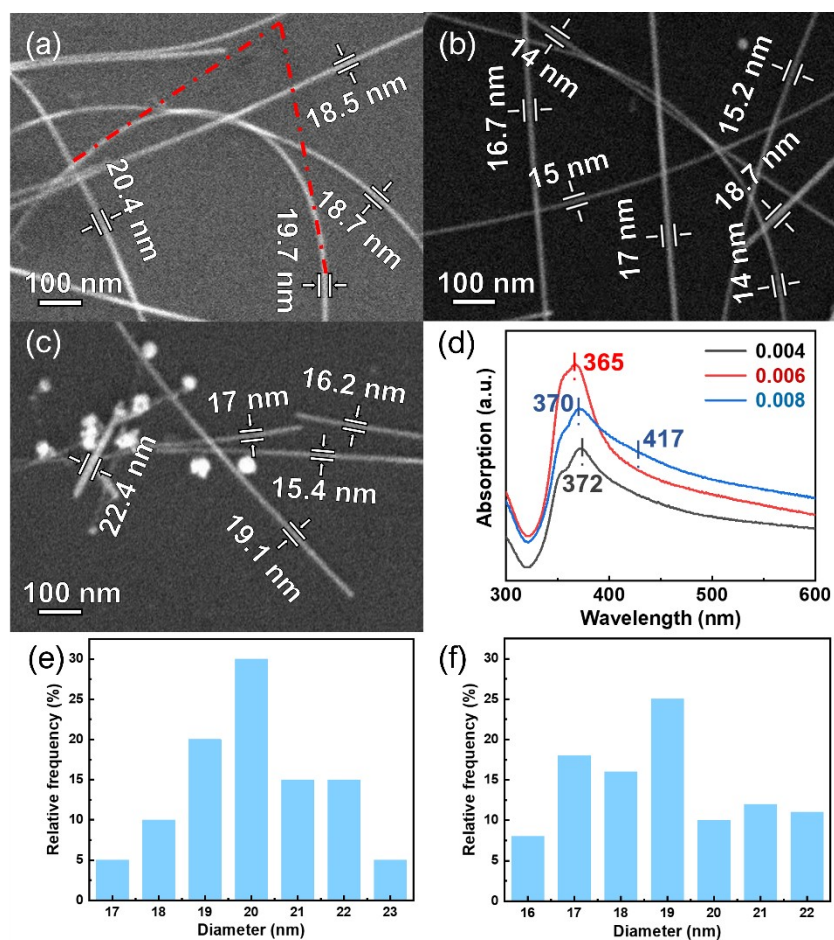 (a)
18.5 nm
20.4 nm
18.7 nm
19.7 nm
100 nm
(b)
14 nm
15.2 nm
16.7 nm
15 nm
18.7 nm
17 nm
14 nm
100 nm
(c)
17 nm
16.2 nm
22.4 nm
15.4 nm
19.1 nm
100 nm
(d)
Absorption (a.u.)
365
370
417
372
0.004
0.006
0.008
300
400
500
600
Wavelength (nm)
(e)
Relative frequency (%)
30
25
20
15
10
5
0
17
18
19
20
21
22
23
Diameter (nm)
(f)
Relative frequency (%)
30
25
20
15
10
5
0
16
17
18
19
20
21
22
Diameter (nm)